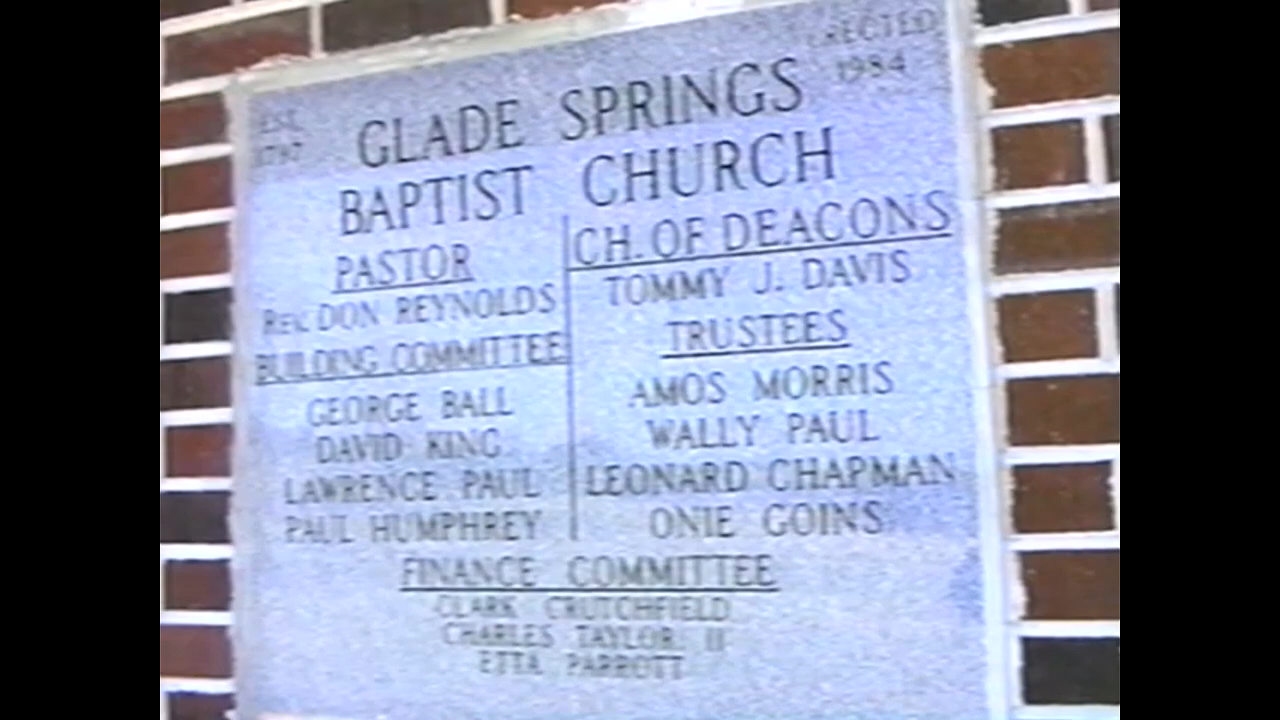 EST. 1797
ERECTED 1984
GLADE SPRINGS
BAPTIST CHURCH
PASTOR
Rev. DON REYNOLDS
BUILDING COMMITTEE
GEORGE BALL
DAVID KING
LAWRENCE PAUL
PAUL HUMPHREY
CH. OF DEACONS
TOMMY J. DAVIS
TRUSTEES
AMOS MORRIS
WALLY PAUL
LEONARD CHAPMAN
ONIE GOINS
FINANCE COMMITTEE
CLARK CRUTCHFIELD
CHARLES TAYLOR II
ETTA PARROTT